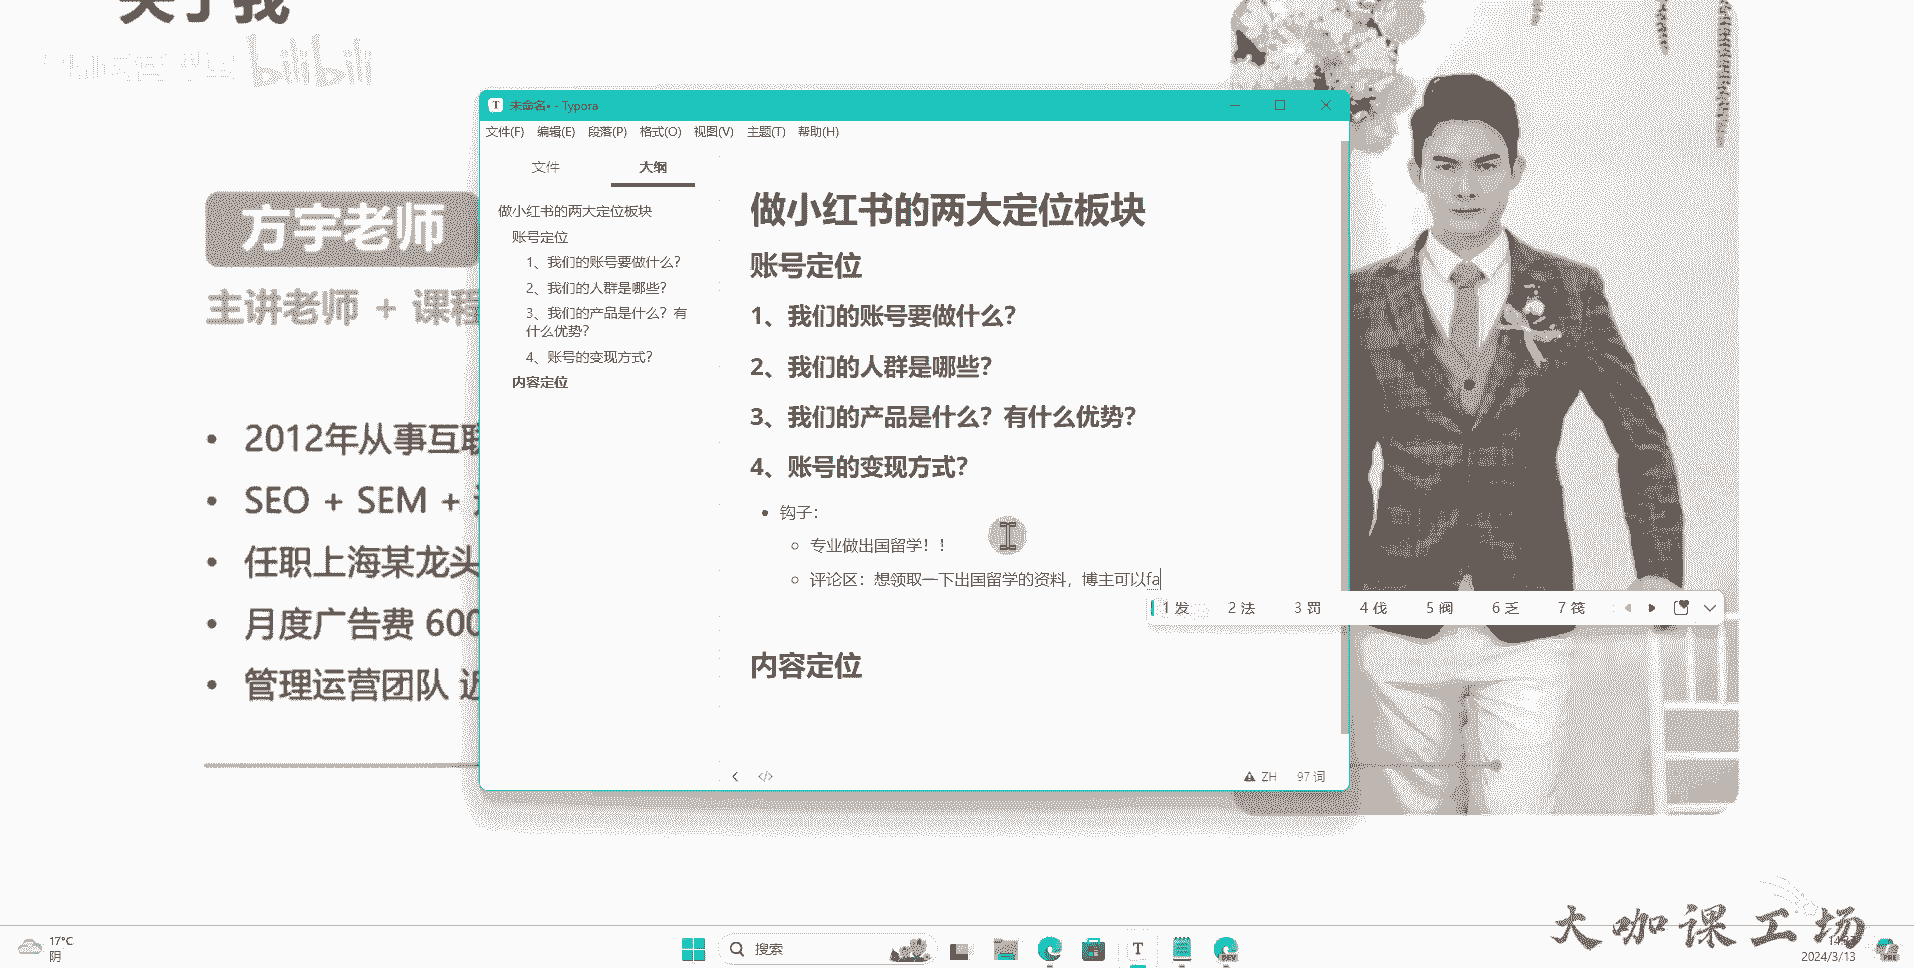 关于我
bilibili
未命名• - Typora
文件(F) 编辑(E) 段落(P) 格式(O) 视图(V) 主题(T) 帮助(H)
文件 大纲
做小红书的两大定位板块
账号定位
1、我们的账号要做什么?
2、我们的人群是哪些?
3、我们的产品是什么? 有
什么优势?
4、账号的变现方式?
内容定位
做小红书的两大定位板块
账号定位
1、我们的账号要做什么?
2、我们的人群是哪些?
3、我们的产品是什么? 有什么优势?
4、账号的变现方式?
钩子:
专业做出国留学! !
评论区: 想领取一下出国留学的资料, 博主可以fa
1 发 2 法 3 罚 4 伐 5 阀 6 乏 7 筏
内容定位
ZH 97 词
方宇老师
主讲老师 + 课程
2012年从事互联
SEO + SEM +
任职上海某龙头
月度广告费 600
管理运营团队 近
大咖课工场
17°C
阴
搜索
DEV
2024/3/13
PRE